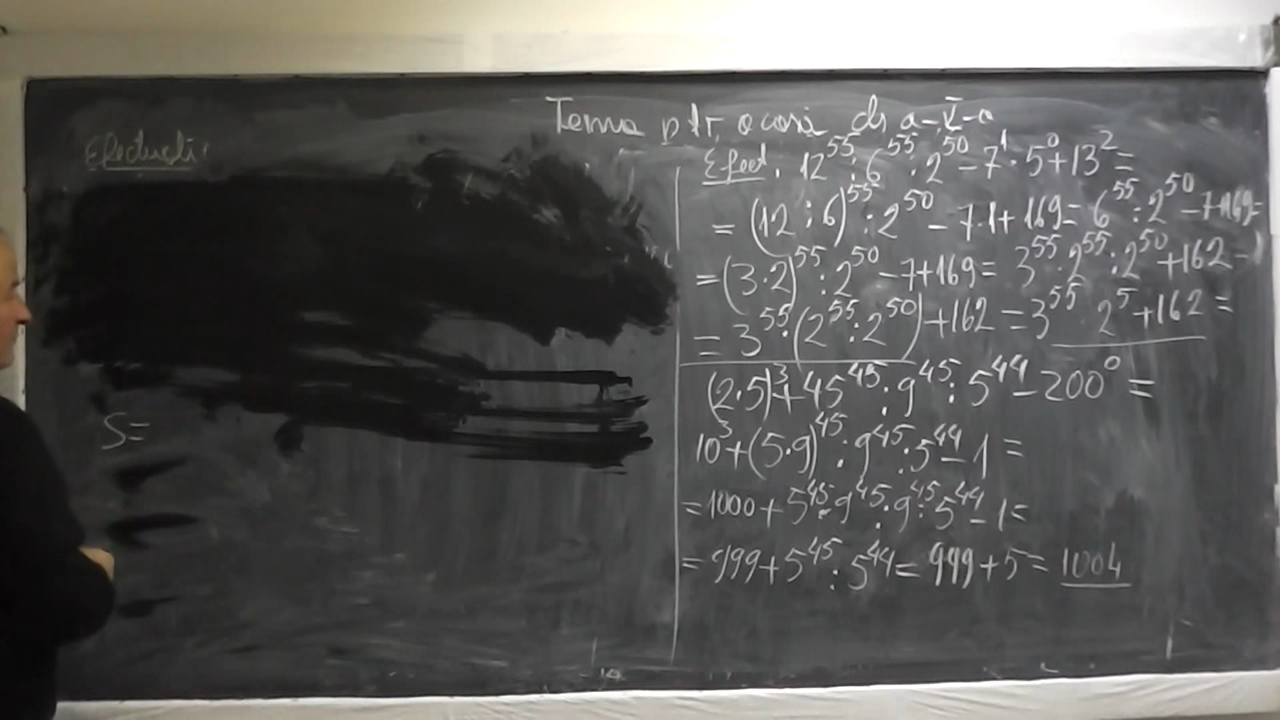 Tema ptr. acasă ds a-V-a
Efectuați:
Efect. 12^55 : 6^55 : 2^50 - 7^1 · 5^0 + 13^2 =
= (12 : 6)^55 : 2^50 - 7·1 + 169 = 6^55 : 2^50 - 7+169=
= (3·2)^55 : 2^50 - 7+169 = 3^55 · 2^55 : 2^50 +162 =
= 3^55 · (2^55 : 2^50) +162 = 3^55 · 2^5 +162 =
(2·5)^3 + 45^45 : 9^45 : 5^44 - 200^0 =
S=
10^3 + (5·9)^45 : 9^45 : 5^44 - 1 =
= 1000 + 5^45 · 9^45 : 9^45 : 5^44 - 1 =
= 999 + 5^45 : 5^44 = 999 + 5 = 1004